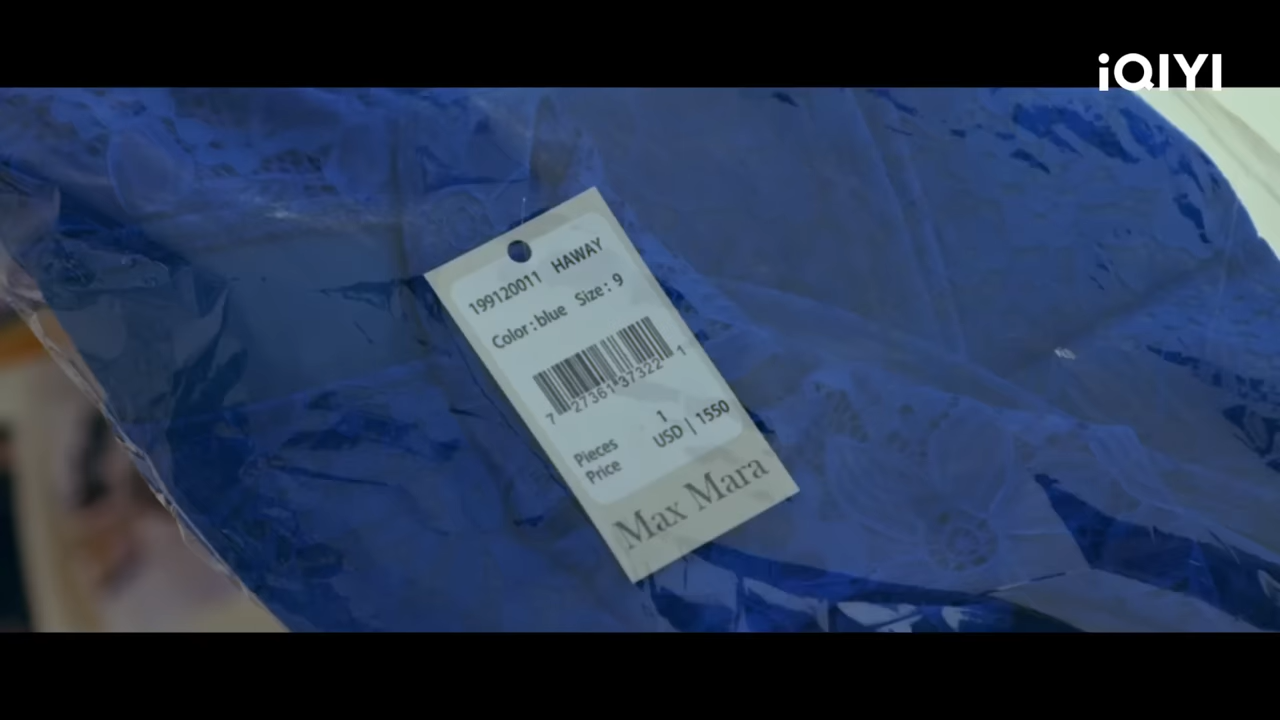 iQIYI
199120011 HAWAY
Color: blue Size: 9
7 27361 37322 1
Pieces 1
Price USD | 1550
Max Mara